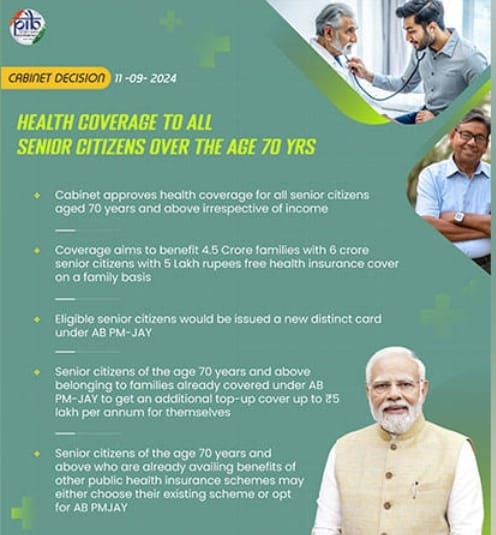 pib
CABINET DECISION 11 -09- 2024
HEALTH COVERAGE TO ALL
SENIOR CITIZENS OVER THE AGE 70 YRS
Cabinet approves health coverage for all senior citizens
aged 70 years and above irrespective of income
Coverage aims to benefit 4.5 Crore families with 6 crore
senior citizens with 5 Lakh rupees free health insurance cover
on a family basis
Eligible senior citizens would be issued a new distinct card
under AB PM-JAY
Senior citizens of the age 70 years and above
belonging to families already covered under AB
PM-JAY to get an additional top-up cover up to ₹5
lakh per annum for themselves
Senior citizens of the age 70 years and
above who are already availing benefits of
other public health insurance schemes may
either choose their existing scheme or opt
for AB PMJAY